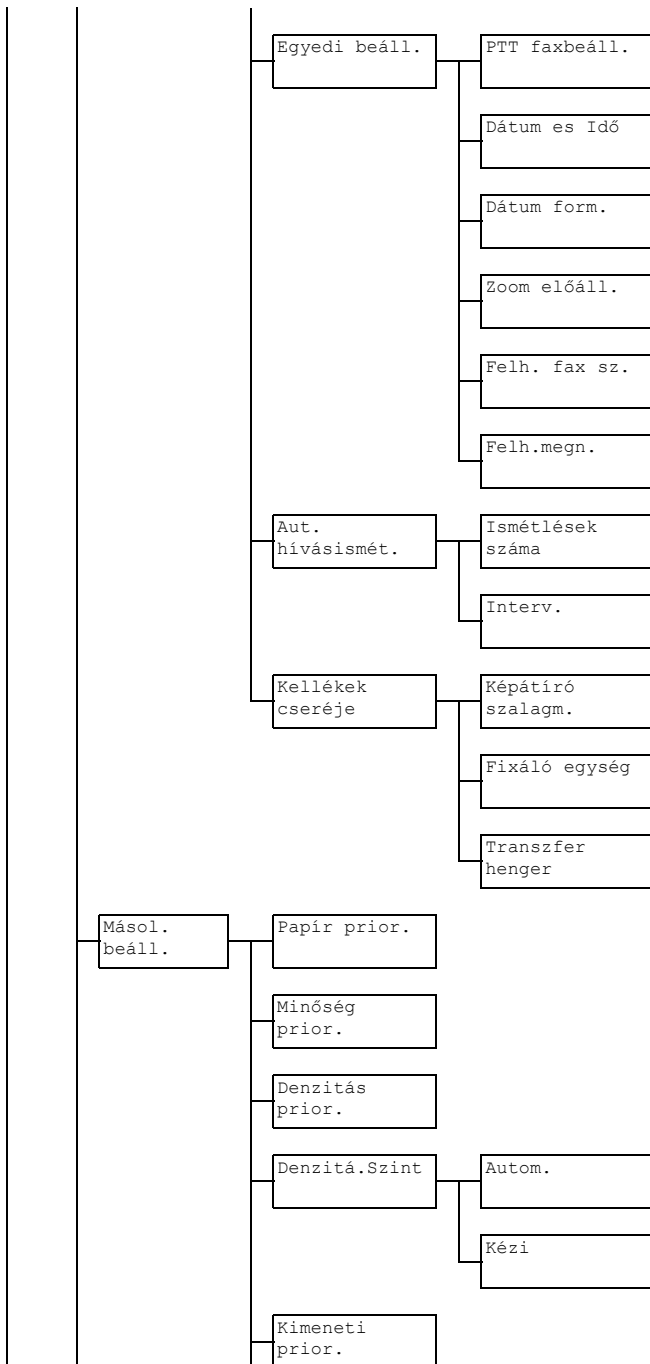 Egyedi beáll.
PTT faxbeáll.
Dátum es Idő
Dátum form.
Zoom előáll.
Felh. fax sz.
Felh.megn.
Aut.
hívásismét.
Ismétlések
száma
Interv.
Kellékek
cseréje
Képátíró
szalagm.
Fixáló egység
Transzfer
henger
Másol.
beáll.
Papír prior.
Minőség
prior.
Denzitás
prior.
Denzitá.Szint
Autom.
Kézi
Kimeneti
prior.